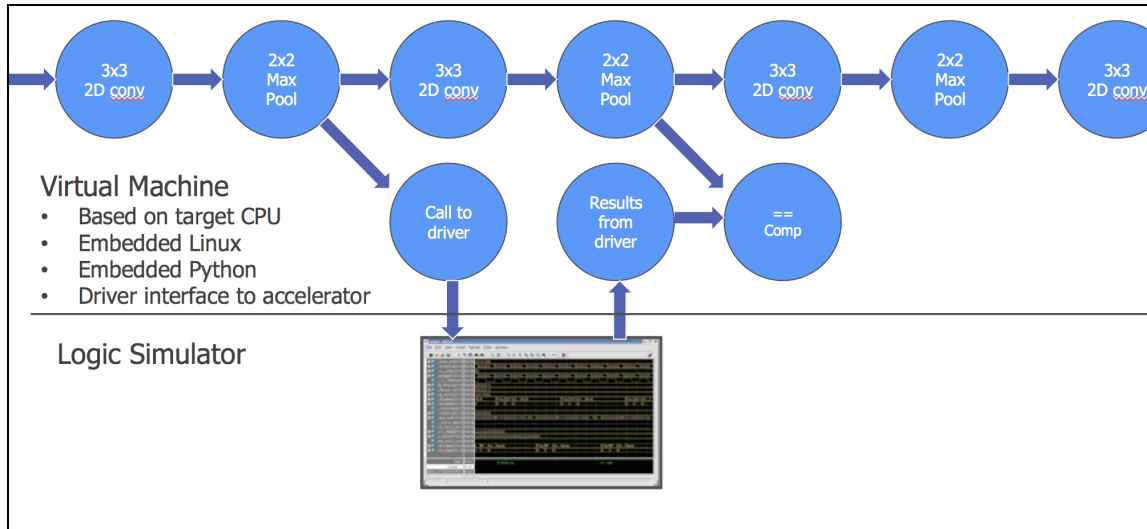 3x3
2D conv
2x2
Max
Pool
3x3
2D conv
2x2
Max
Pool
3x3
2D conv
2x2
Max
Pool
3x3
2D conv
Virtual Machine
• Based on target CPU
• Embedded Linux
• Embedded Python
• Driver interface to accelerator
Call to
driver
Results
from
driver
==
Comp
Logic Simulator